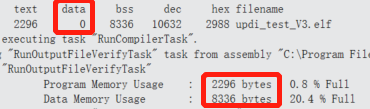 text data bss dec hex filename
2296 0 8336 10632 2988 updi_test_V3.elf
executing task "RunCompilerTask".
"RunOutputFileVerifyTask" task from assembly "C:\Program File
"RunOutputFileVerifyTask"
Program Memory Usage : 2296 bytes 0.8 % Full
Data Memory Usage : 8336 bytes 20.4 % Full